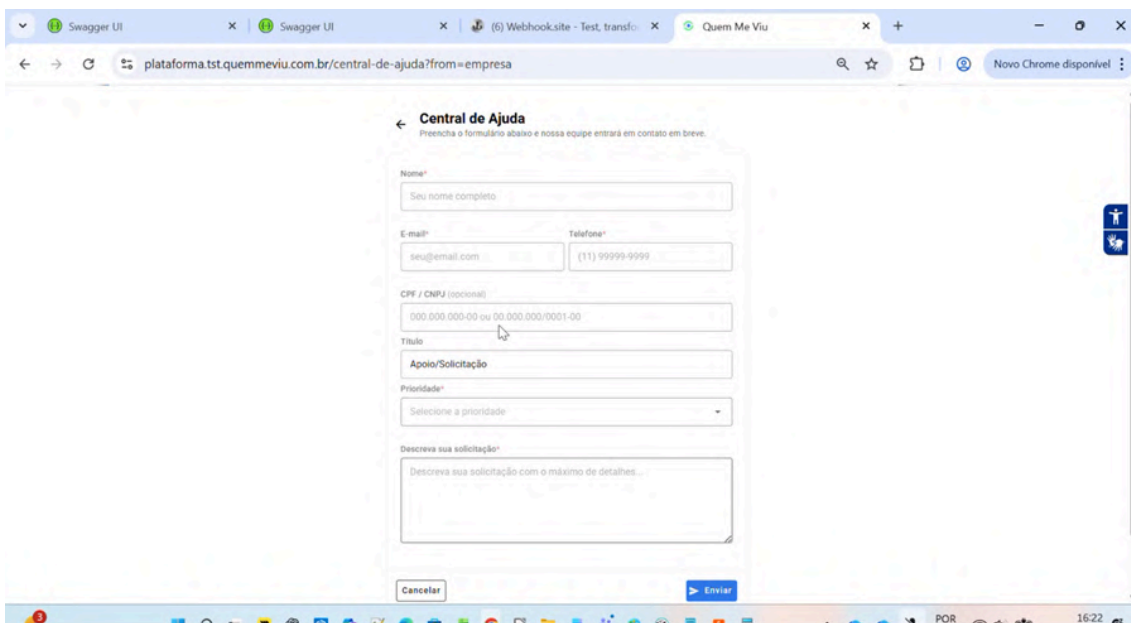 Swagger UI
Swagger UI
(6) Webhook.site - Test, transfo
Quem Me Viu
plataforma.tst.quemmeviu.com.br/central-de-ajuda?from=empresa
Novo Chrome disponível
Central de Ajuda
Preencha o formulário abaixo e nossa equipe entrará em contato em breve.
Nome*
Seu nome completo
E-mail* Telefone*
seu@email.com (11) 99999-9999
CPF / CNPJ (opcional)
000.000.000-00 ou 00.000.000/0001-00
Título
Apoio/Solicitação
Prioridade*
Selecione a prioridade
Descreva sua solicitação*
Descreva sua solicitação com o máximo de detalhes...
Cancelar Enviar
3
POR
16:22